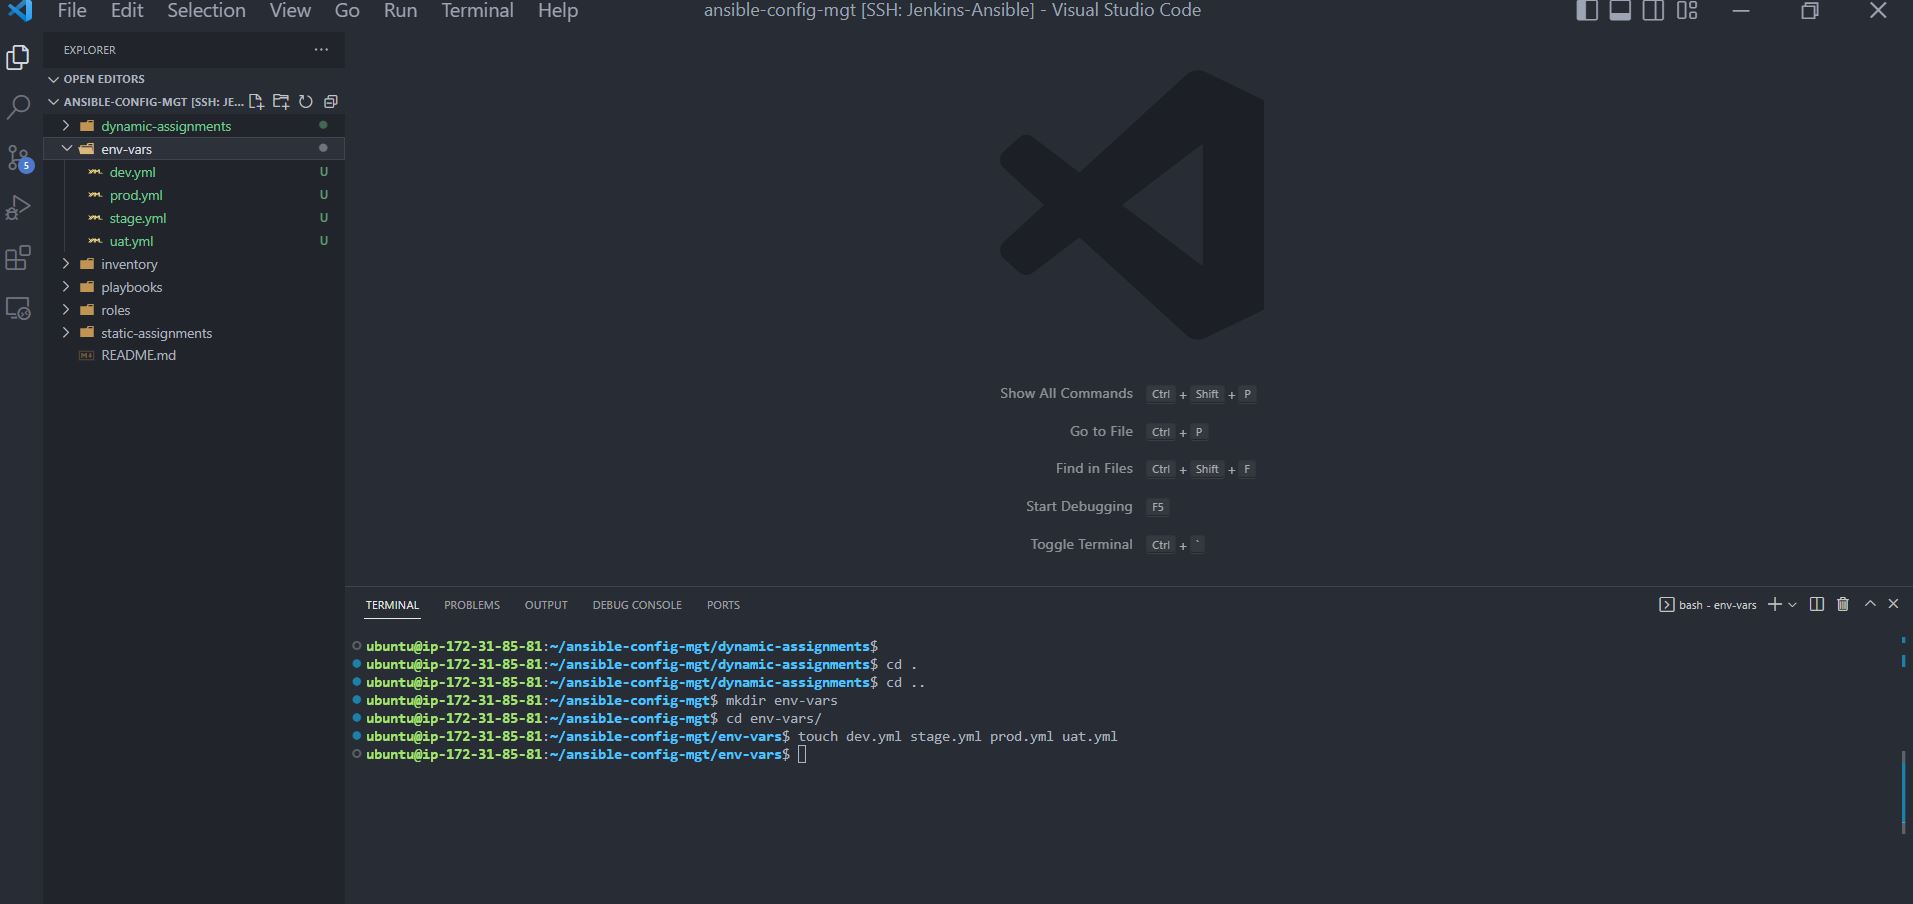 File Edit Selection View Go Run Terminal Help
ansible-config-mgt [SSH: Jenkins-Ansible] - Visual Studio Code
EXPLORER
OPEN EDITORS
ANSIBLE-CONFIG-MGT [SSH: JE...
dynamic-assignments
env-vars
dev.yml U
prod.yml U
stage.yml U
uat.yml U
inventory
playbooks
roles
static-assignments
README.md
5
Show All Commands Ctrl + Shift + P
Go to File Ctrl + P
Find in Files Ctrl + Shift + F
Start Debugging F5
Toggle Terminal Ctrl + `
TERMINAL PROBLEMS OUTPUT DEBUG CONSOLE PORTS
bash - env-vars
ubuntu@ip-172-31-85-81:~/ansible-config-mgt/dynamic-assignments$
ubuntu@ip-172-31-85-81:~/ansible-config-mgt/dynamic-assignments$ cd .
ubuntu@ip-172-31-85-81:~/ansible-config-mgt/dynamic-assignments$ cd ..
ubuntu@ip-172-31-85-81:~/ansible-config-mgt$ mkdir env-vars
ubuntu@ip-172-31-85-81:~/ansible-config-mgt$ cd env-vars/
ubuntu@ip-172-31-85-81:~/ansible-config-mgt/env-vars$ touch dev.yml stage.yml prod.yml uat.yml
ubuntu@ip-172-31-85-81:~/ansible-config-mgt/env-vars$